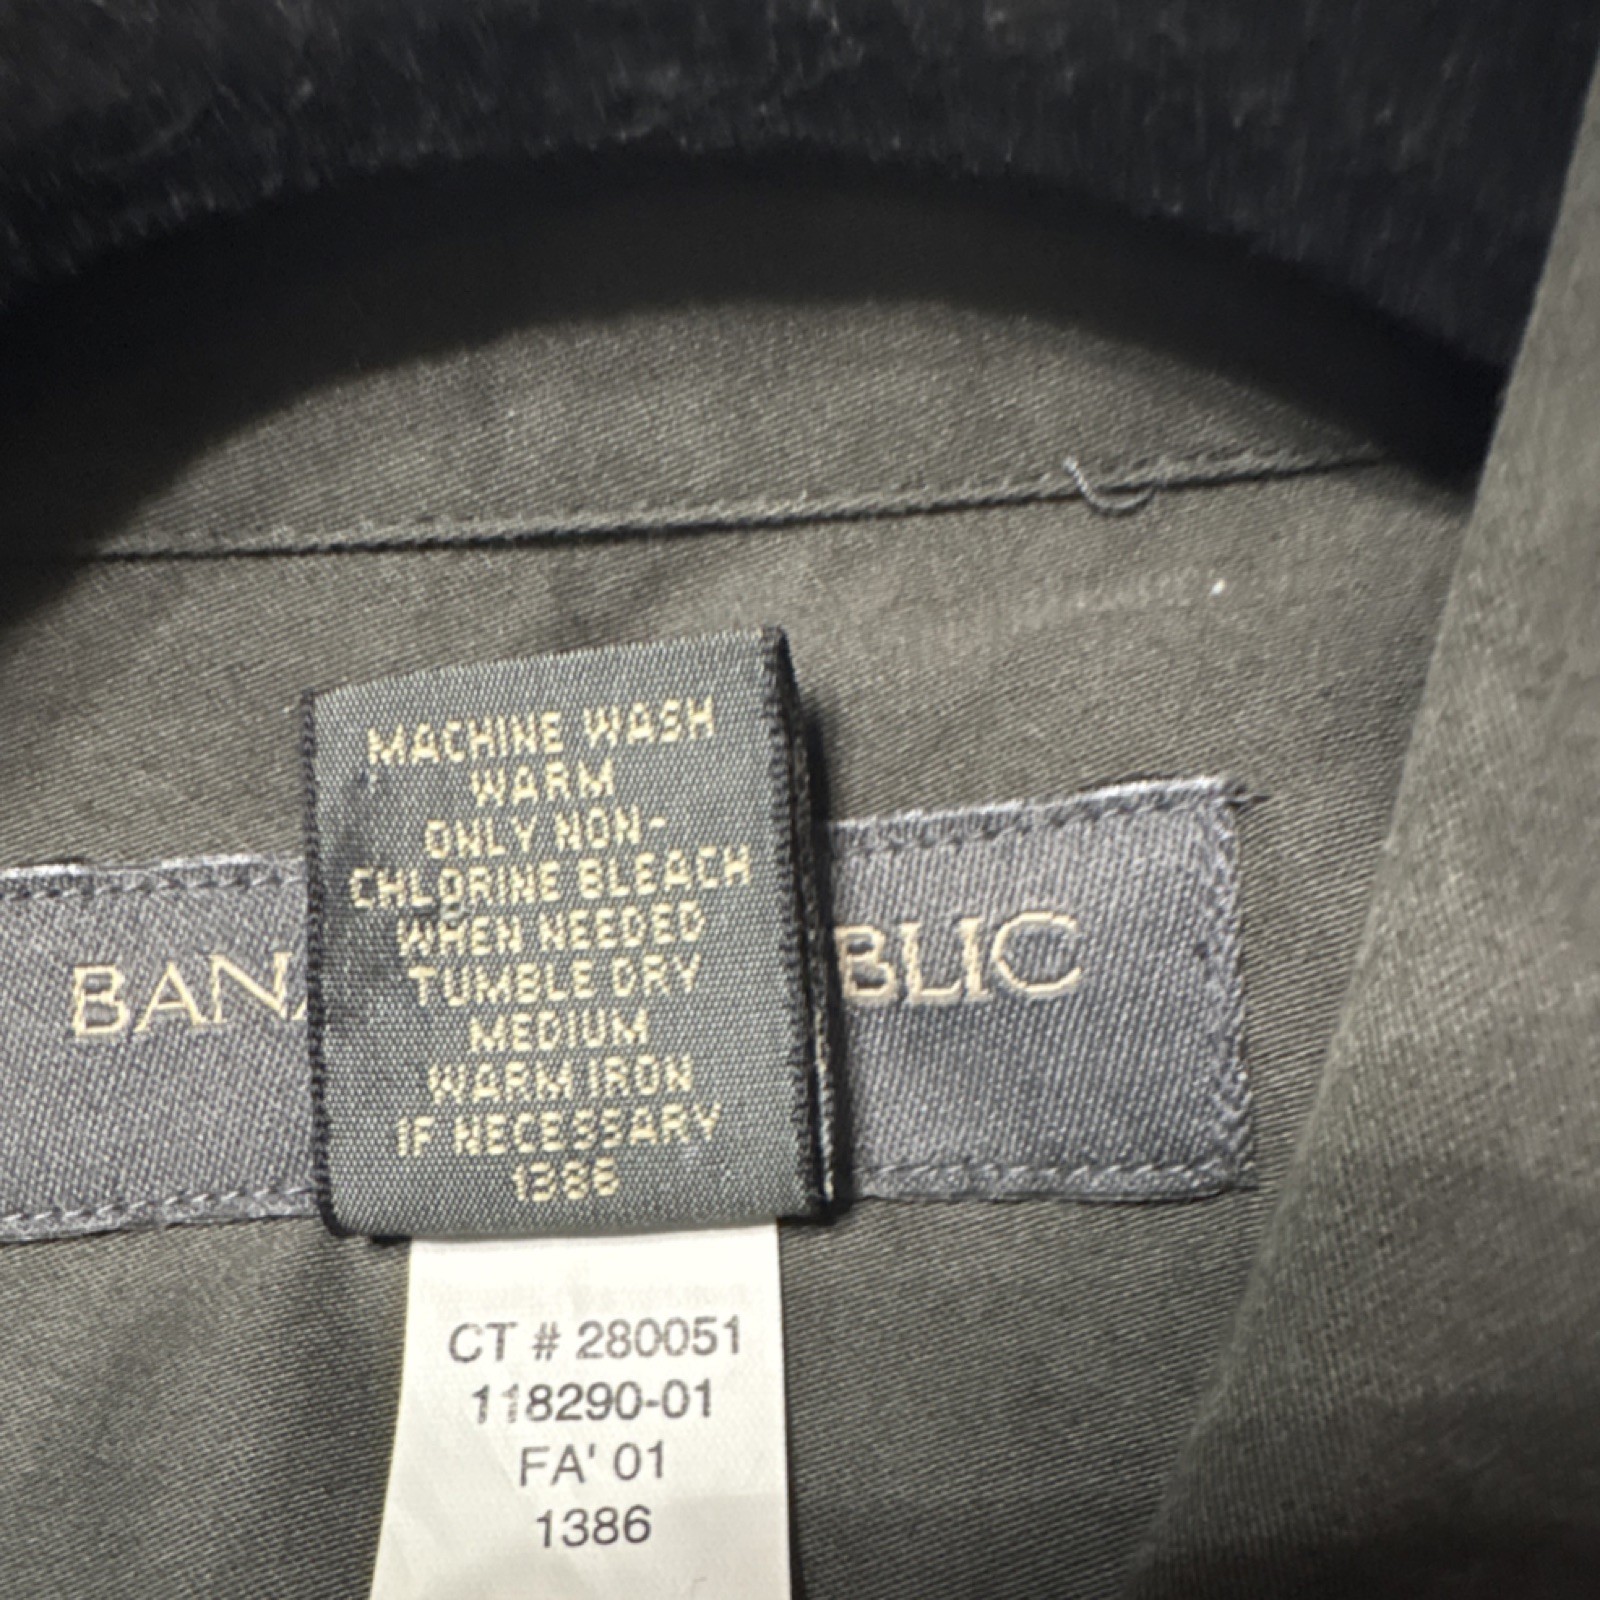 MACHINE WASH
WARM
ONLY NON-
CHLORINE BLEACH
WHEN NEEDED
TUMBLE DRY
MEDIUM
WARM IRON
IF NECESSARY
1386
BANA BLIC
CT # 280051
118290-01
FA' 01
1386